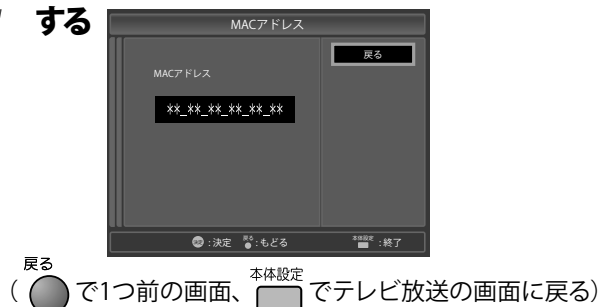 する
MACアドレス
戻る
MACアドレス
**_**_**_**_**_**
決定 :決定 戻る :もどる 本体設定 :終了
戻る
本体設定
( で1つ前の画面、 でテレビ放送の画面に戻る)